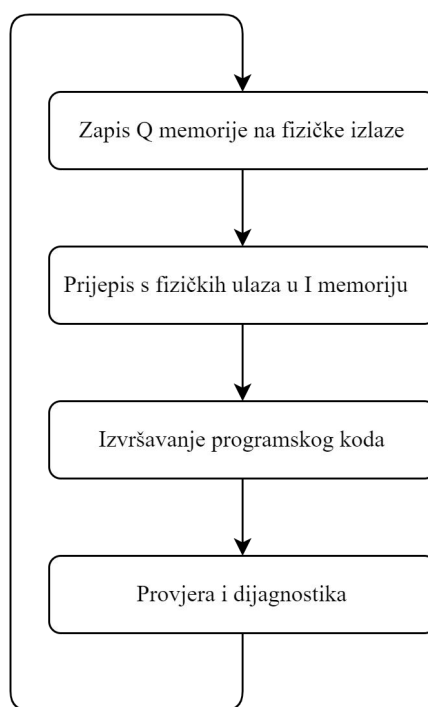 Zapis Q memorije na fizičke izlaze
Prijepis s fizičkih ulaza u I memoriju
Izvršavanje programskog koda
Provjera i dijagnostika